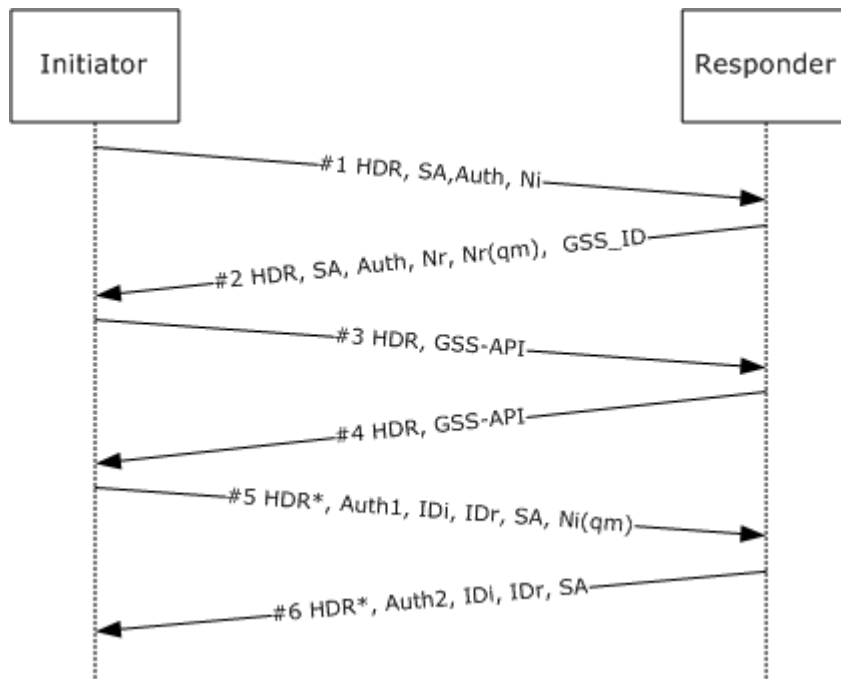 Initiator
Responder
#1 HDR, SA,Auth, Ni
#2 HDR, SA, Auth, Nr, Nr(qm), GSS_ID
#3 HDR, GSS-API
#4 HDR, GSS-API
#5 HDR*, Auth1, IDi, IDr, SA, Ni(qm)
#6 HDR*, Auth2, IDi, IDr, SA